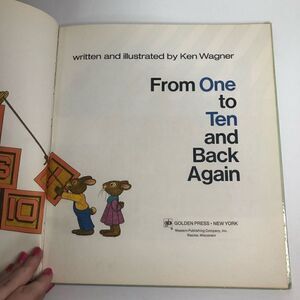 written and illustrated by Ken Wagner
From One
to
Ten
and
Back
Again
GOLDEN PRESS • NEW YORK
Western Publishing Company, Inc.
Racine, Wisconsin
S
10